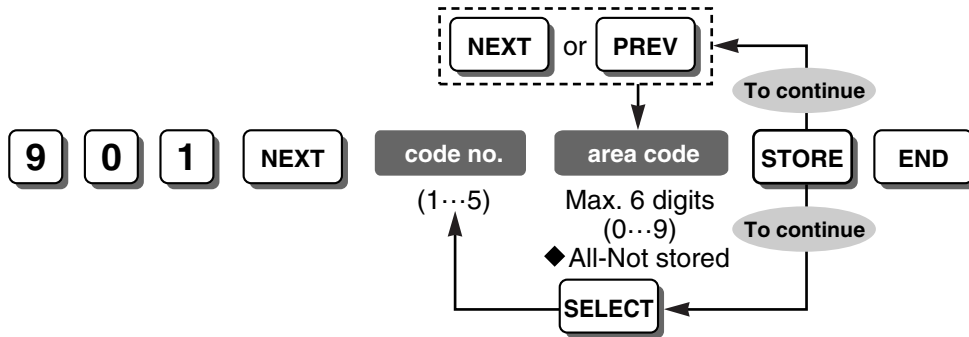 NEXT or PREV
To continue
9 0 1 NEXT code no. area code STORE END
(1···5) Max. 6 digits
(0···9)
To continue
◆All-Not stored
SELECT